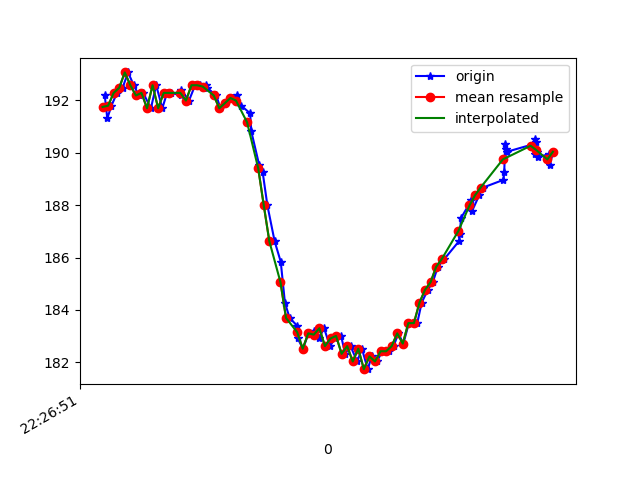 origin
mean resample
interpolated
192
190
188
186
184
182
22:26:51
0